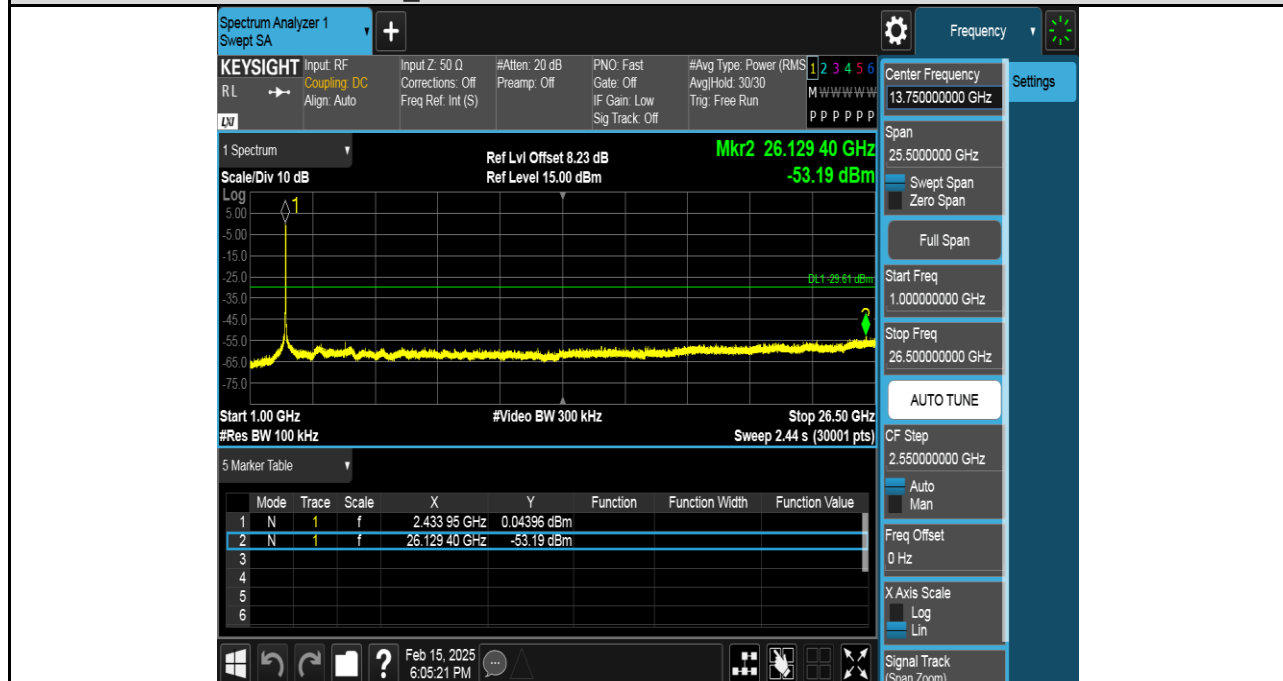 Spectrum Analyzer 1
Swept SA
+
Frequency
KEYSIGHT
RL
LXI
Input: RF
Coupling: DC
Align: Auto
Input Z: 50 Ω
Corrections: Off
Freq Ref: Int (S)
#Atten: 20 dB
Preamp: Off
PNO: Fast
Gate: Off
IF Gain: Low
Sig Track: Off
#Avg Type: Power (RMS
Avg|Hold: 30/30
Trig: Free Run
1 2 3 4 5 6
M W W W W W
P P P P P P
Center Frequency
13.750000000 GHz
Settings
Span
25.5000000 GHz
Swept Span
Zero Span
Full Span
Start Freq
1.000000000 GHz
Stop Freq
26.500000000 GHz
AUTO TUNE
CF Step
2.550000000 GHz
Auto
Man
Freq Offset
0 Hz
X Axis Scale
Log
Lin
Signal Track
(Span Zoom)
1 Spectrum
Scale/Div 10 dB
Ref Lvl Offset 8.23 dB
Ref Level 15.00 dBm
Mkr2 26.129 40 GHz
-53.19 dBm
Log
5.00
-5.00
-15.0
-25.0
-35.0
-45.0
-55.0
-65.0
-75.0
1
DL1 -29.61 dBm
2
Start 1.00 GHz
#Video BW 300 kHz
Stop 26.50 GHz
#Res BW 100 kHz
Sweep 2.44 s (30001 pts)
5 Marker Table
Mode Trace Scale X Y Function Function Width Function Value
1 N 1 f 2.433 95 GHz 0.04396 dBm
2 N 1 f 26.129 40 GHz -53.19 dBm
3
4
5
6
?
Feb 15, 2025
6:05:21 PM